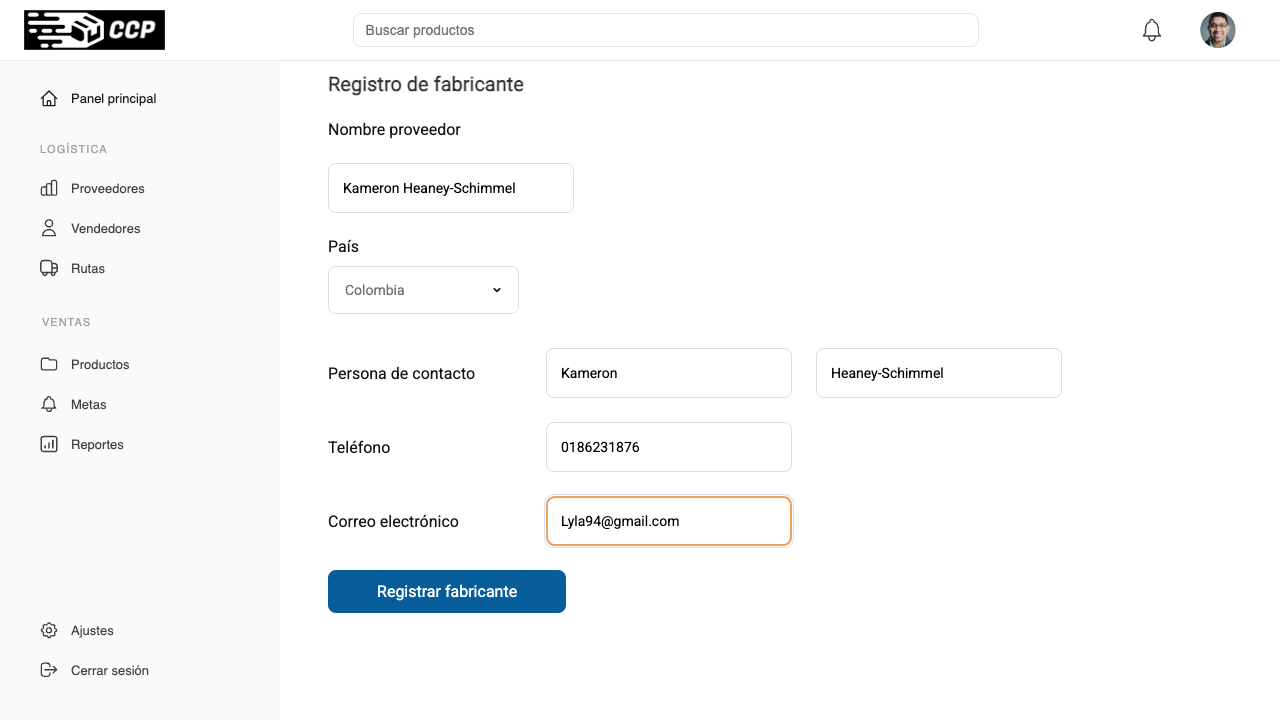 CCP
Buscar productos
Panel principal
LOGÍSTICA
Proveedores
Vendedores
Rutas
VENTAS
Productos
Metas
Reportes
Ajustes
Cerrar sesión
Registro de fabricante
Nombre proveedor
Kameron Heaney-Schimmel
País
Colombia
Persona de contacto Kameron Heaney-Schimmel
Teléfono 0186231876
Correo electrónico Lyla94@gmail.com
Registrar fabricante